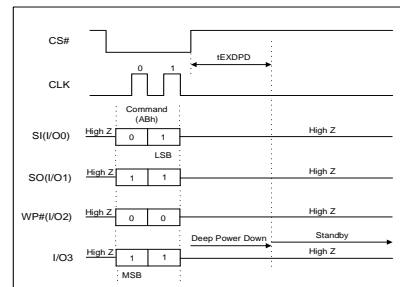 CS#
tEXDPD
0 1
CLK
Command
(ABh)
SI(I/O0) High Z 0 1 High Z
LSB
SO(I/O1) High Z 1 1 High Z
WP#(I/O2) High Z 0 0 High Z
Deep Power Down Standby
I/O3 High Z 1 1 High Z
MSB